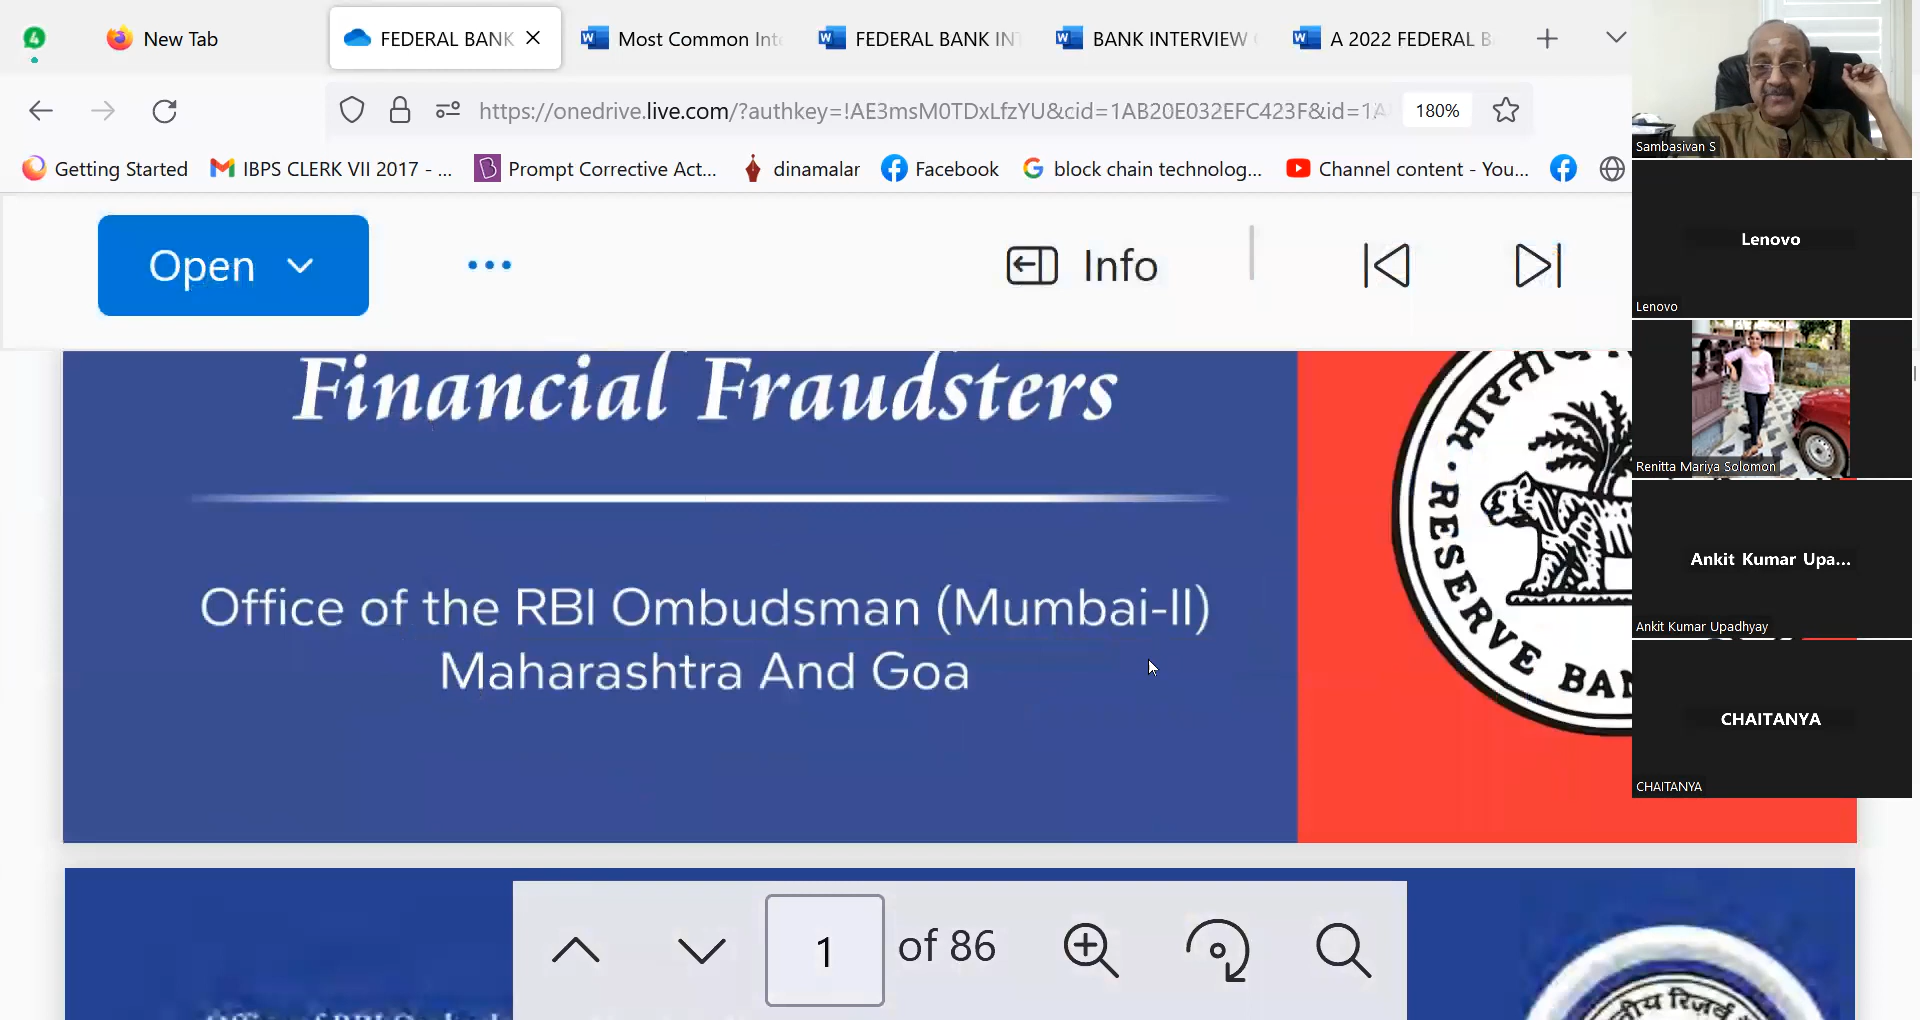 4
New Tab
FEDERAL BANK
Most Common Int
FEDERAL BANK IN
BANK INTERVIEW
A 2022 FEDERAL B
https://onedrive.live.com/?authkey=!AE3msM0TDxLfzYU&cid=1AB20E032EFC423F&id=1A
180%
Getting Started
IBPS CLERK VII 2017 - ...
Prompt Corrective Act...
dinamalar
Facebook
block chain technolog...
Channel content - You...
Open
Info
Financial Fraudsters
Office of the RBI Ombudsman (Mumbai-II)
Maharashtra And Goa
भारतीय
RESERVE BAN
1 of 86
ीय रिज़र्व
Sambasivan S
Lenovo
Lenovo
Renitta Mariya Solomon
Ankit Kumar Upa...
Ankit Kumar Upadhyay
CHAITANYA
CHAITANYA